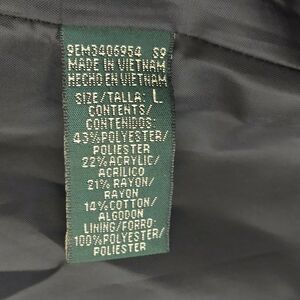 9EM3406954 S9
MADE IN VIETNAM
HECHO EN VIETNAM
SIZE/TALLA: L
CONTENTS/
CONTENIDOS:
43%POLYESTER/
POLIESTER
22%ACRYLIC/
ACRILICO
21% RAYON/
RAYON
14%COTTON/
ALGODON
LINING/FORRO:
100%POLYESTER/
POLIESTER